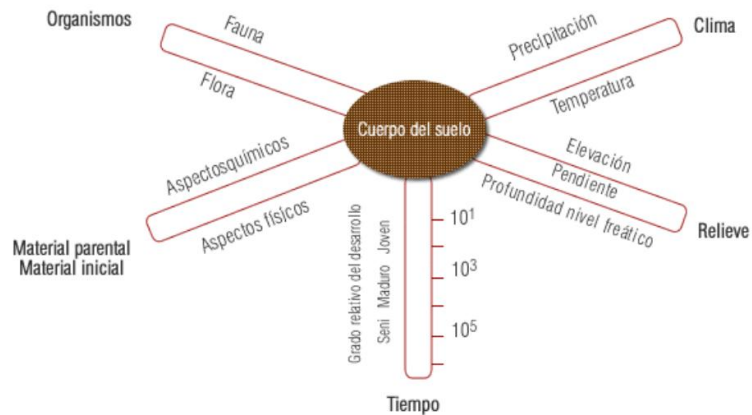 Organismos
Fauna
Flora
Clima
Precipitación
Temperatura
Cuerpo del suelo
Aspectosquímicos
Aspectos físicos
Material parental
Material inicial
Elevación
Pendiente
Profundidad nivel freático
Relieve
Grado relativo del desarrollo
Seni Maduro Joven
10¹
10³
10⁵
Tiempo